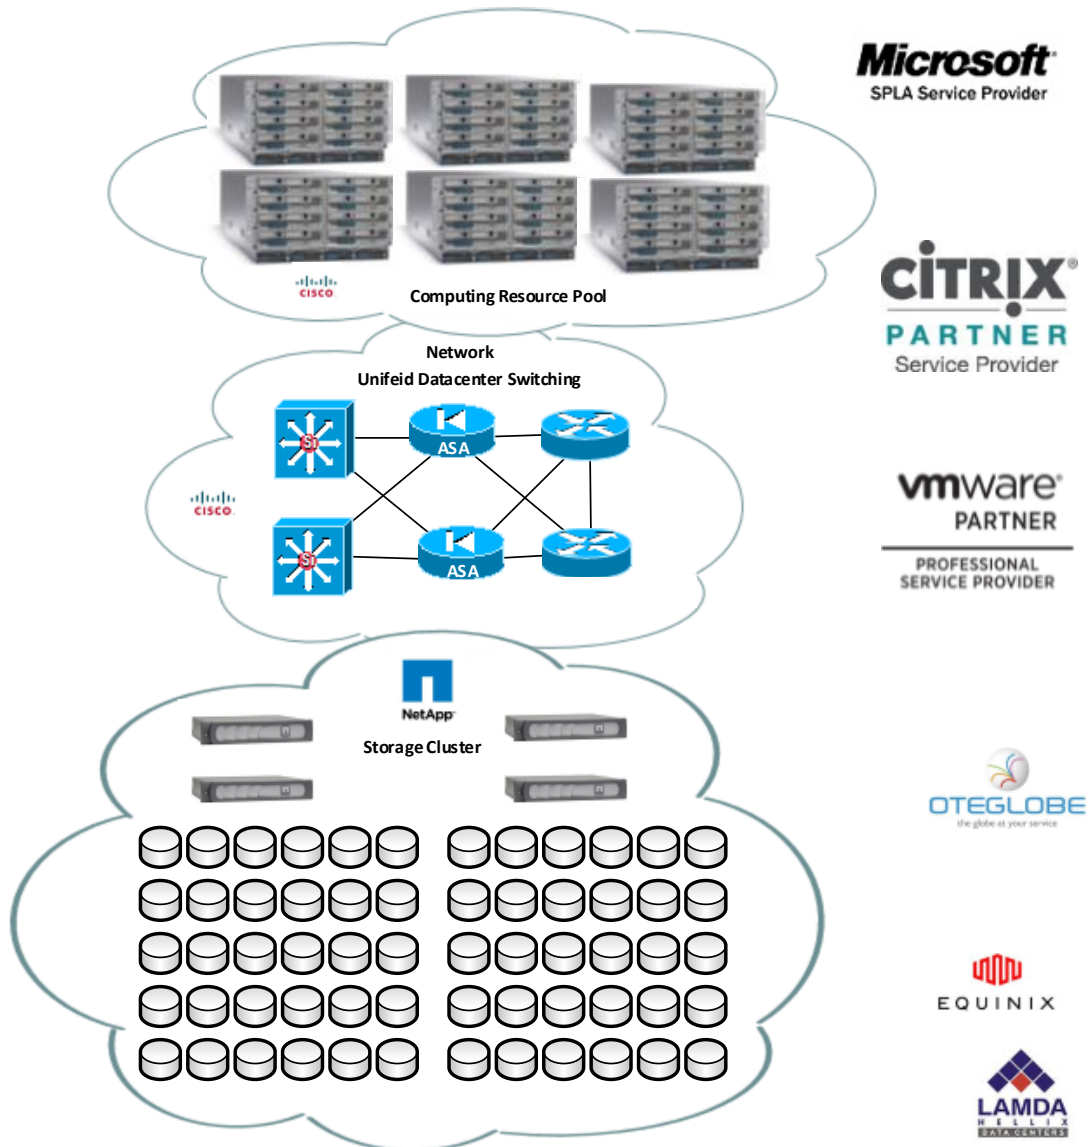 Microsoft
SPLA Service Provider
CISCO
Computing Resource Pool
CiTRIX®
PARTNER
Service Provider
Network
Unifeid Datacenter Switching
Si
ASA
CISCO
Si
ASA
vmware®
PARTNER
PROFESSIONAL
SERVICE PROVIDER
NetApp
Storage Cluster
OTEGLOBE
the globe at your service
EQUINIX
LAMDA
HELLIX
DATA CENTERS